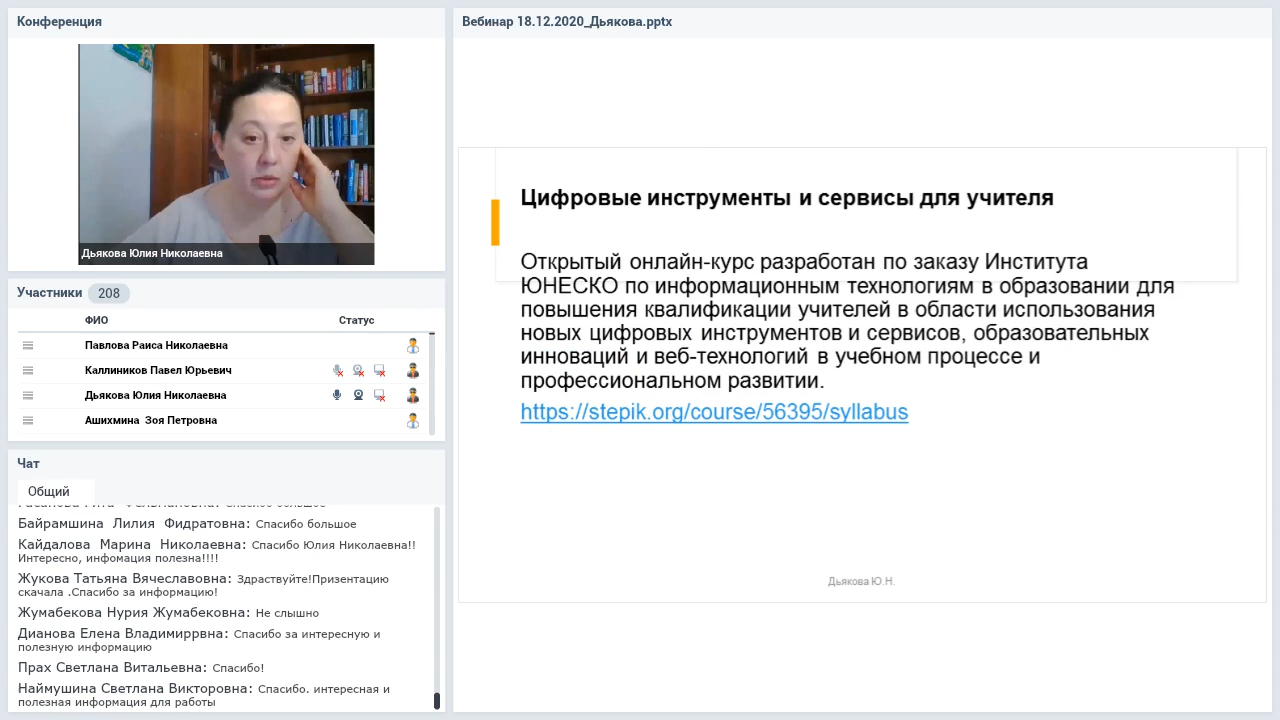 Конференция
Дьякова Юлия Николаевна
Участники 208
ФИО Статус
Павлова Раиса Николаевна
Каллиников Павел Юрьевич
Дьякова Юлия Николаевна
Ашихмина Зоя Петровна
Чат
Общий
Байрамшина Лилия Фидратовна: Спасибо большое
Кайдалова Марина Николаевна: Спасибо Юлия Николаевна!!
Интересно, инфомация полезна!!!!
Жукова Татьяна Вячеславовна: Здраствуйте!Призентацию
скачала .Спасибо за информацию!
Жумабекова Нурия Жумабековна: Не слышно
Дианова Елена Владимиррвна: Спасибо за интересную и
полезную информацию
Прах Светлана Витальевна: Спасибо!
Наймушина Светлана Викторовна: Спасибо. интересная и
полезная информация для работы
Вебинар 18.12.2020_Дьякова.pptx
Цифровые инструменты и сервисы для учителя
Открытый онлайн-курс разработан по заказу Института
ЮНЕСКО по информационным технологиям в образовании для
повышения квалификации учителей в области использования
новых цифровых инструментов и сервисов, образовательных
инноваций и веб-технологий в учебном процессе и
профессиональном развитии.
https://stepik.org/course/56395/syllabus
Дьякова Ю.Н.